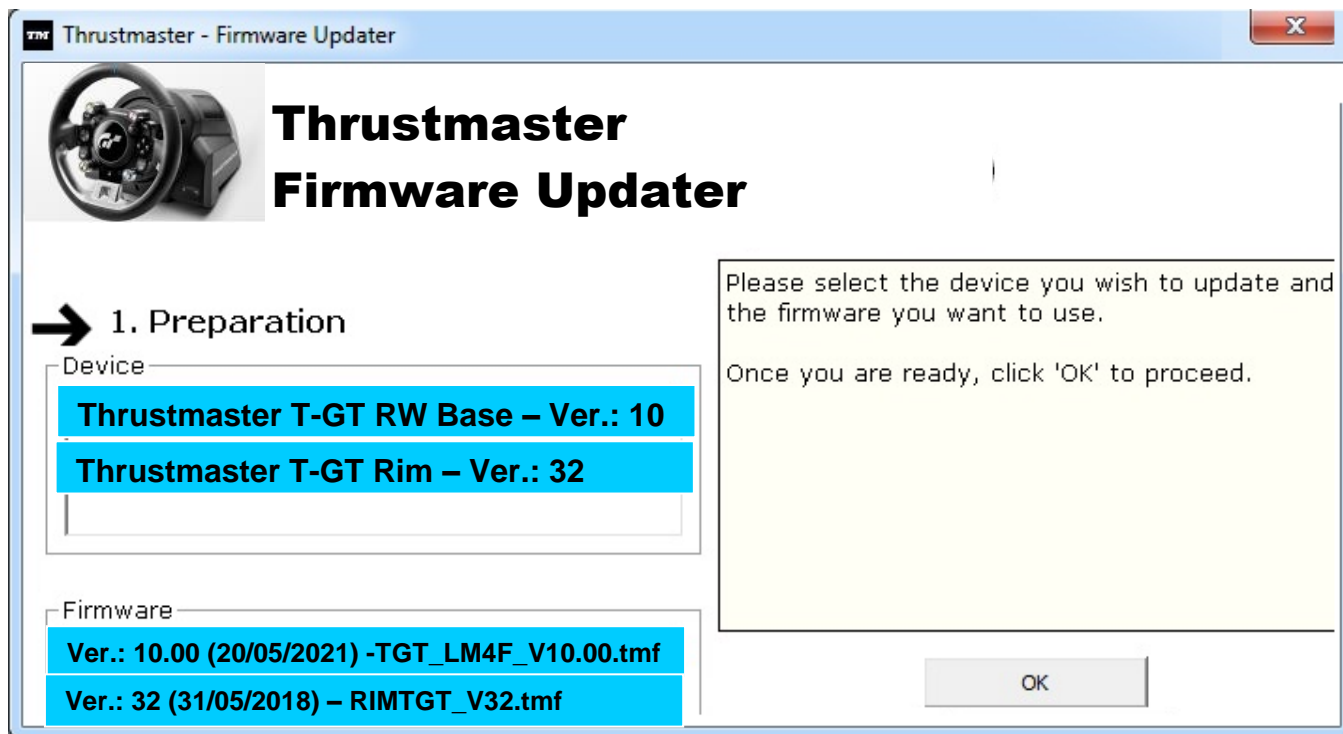 TM Thrustmaster - Firmware Updater
X
Thrustmaster
Firmware Updater
1. Preparation
Device
Thrustmaster T-GT RW Base – Ver.: 10
Thrustmaster T-GT Rim – Ver.: 32
Firmware
Ver.: 10.00 (20/05/2021) -TGT_LM4F_V10.00.tmf
Ver.: 32 (31/05/2018) – RIMTGT_V32.tmf
Please select the device you wish to update and
the firmware you want to use.
Once you are ready, click 'OK' to proceed.
OK